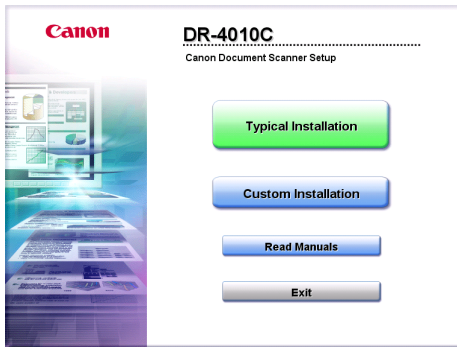 Canon
DR-4010C
Canon Document Scanner Setup
Typical Installation
Custom Installation
Read Manuals
Exit